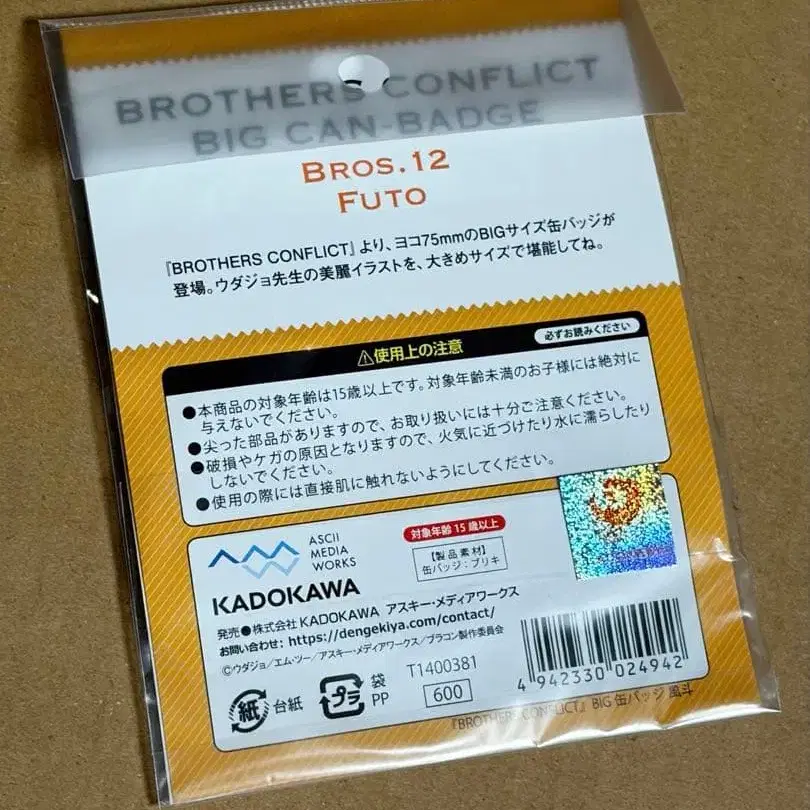 BROTHERS CONFLICT
BIG CAN-BADGE
BROS.12
FUTO
『BROTHERS CONFLICT』より、ヨコ75mmのBIGサイズ缶バッジが
登場。ウダジョ先生の美麗イラストを、大きめサイズで堪能してね。
⚠使用上の注意
必ずお読みください
●本商品の対象年齢は15歳以上です。対象年齢未満のお子様には絶対に
与えないでください。
●尖った部品がありますので、お取り扱いには十分ご注意ください。
●破損やケガの原因となりますので、火気に近づけたり水に濡らしたり
しないでください。
●使用の際には直接肌に触れないようにしてください。
ASCII
MEDIA
WORKS
KADOKAWA
対象年齢15歳以上
【製品素材】
缶バッジ:ブリキ
発売●株式会社KADOKAWA アスキー・メディアワークス
お問い合わせ:https://dengekiya.com/contact/
©ウダジョ/エム・ツー/アスキー・メディアワークス/ブラコン製作委員会
紙 台紙
プラ 袋
PP
T1400381
600
4 942330 024942
『BROTHERS CONFLICT』 BIG 缶バッジ 風斗